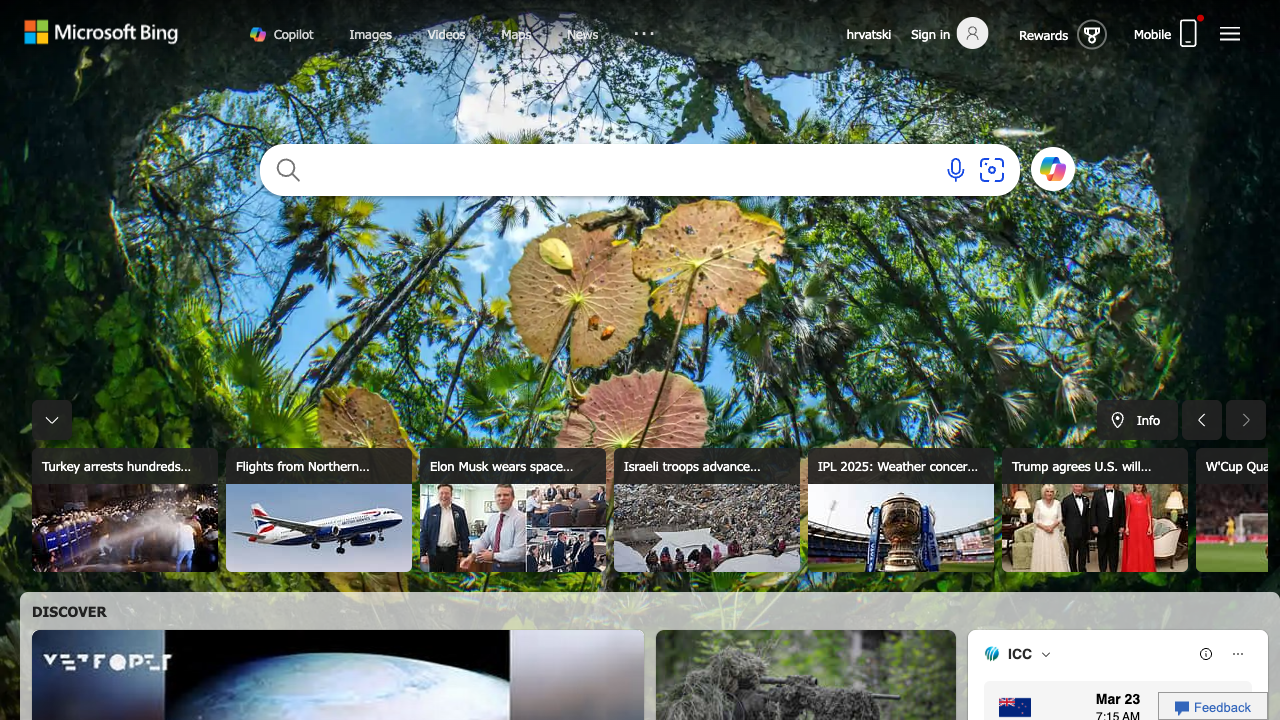 Microsoft Bing
Copilot
Images
Videos
Maps
News
hrvatski
Sign in
Rewards
Mobile
Info
Turkey arrests hundreds...
Flights from Northern...
Elon Musk wears space...
Israeli troops advance...
IPL 2025: Weather concer...
Trump agrees U.S. will...
W'Cup Qua
DISCOVER
ICC
Mar 23
7:15 AM
Feedback